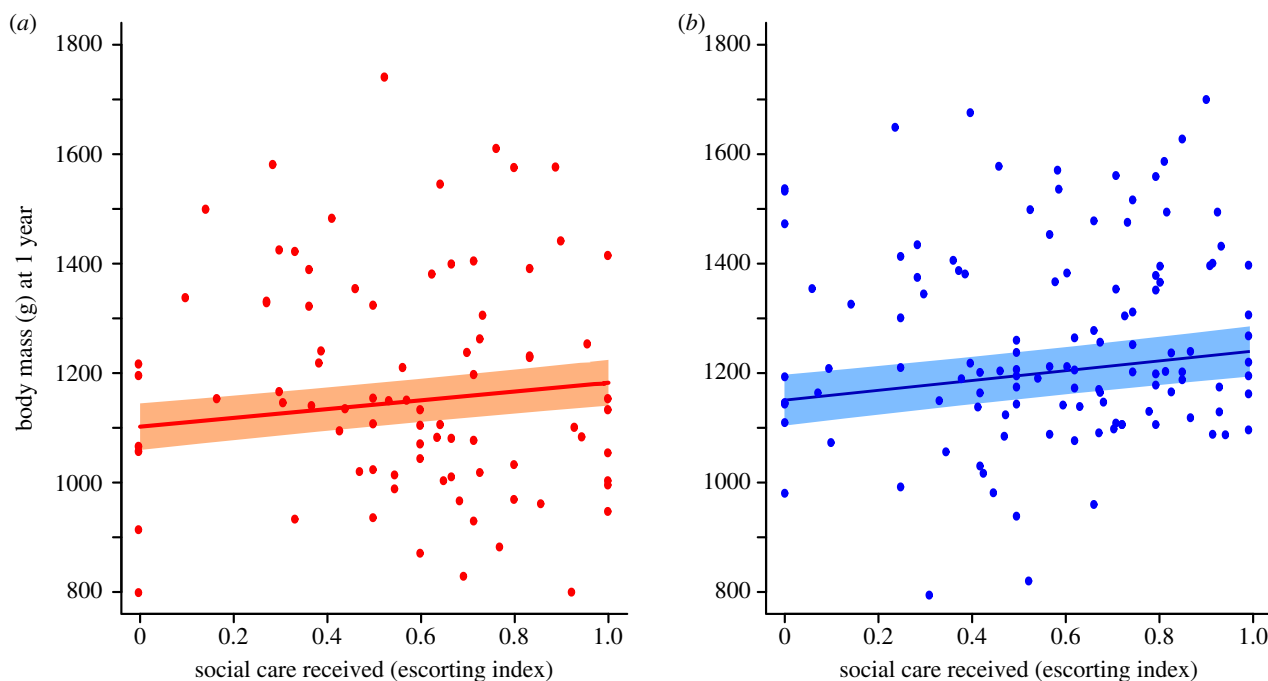 (a)
1800
1600
1400
1200
1000
800
body mass (g) at 1 year
0 0.2 0.4 0.6 0.8 1.0
social care received (escorting index)
(b)
1800
1600
1400
1200
1000
800
0 0.2 0.4 0.6 0.8 1.0
social care received (escorting index)